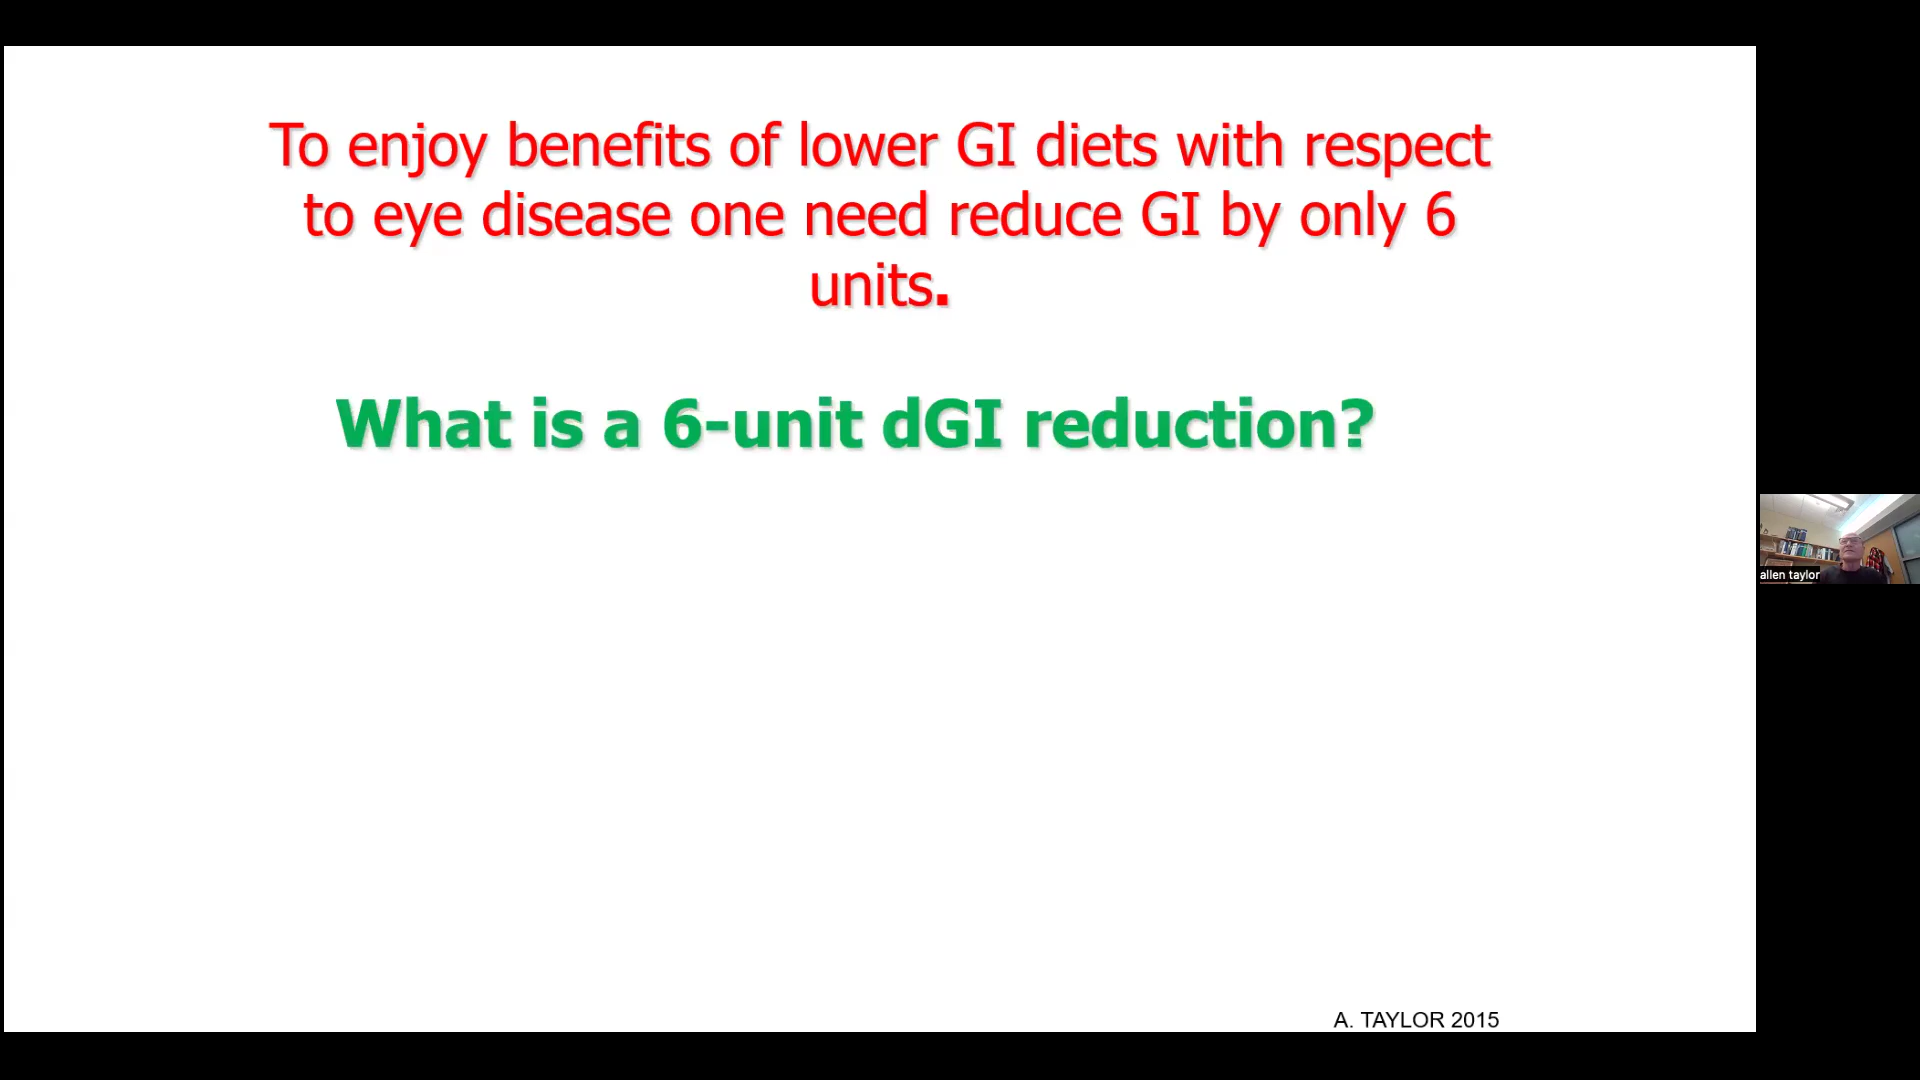 To enjoy benefits of lower GI diets with respect
to eye disease one need reduce GI by only 6
units.
What is a 6-unit dGI reduction?
allen taylor
A. TAYLOR 2015